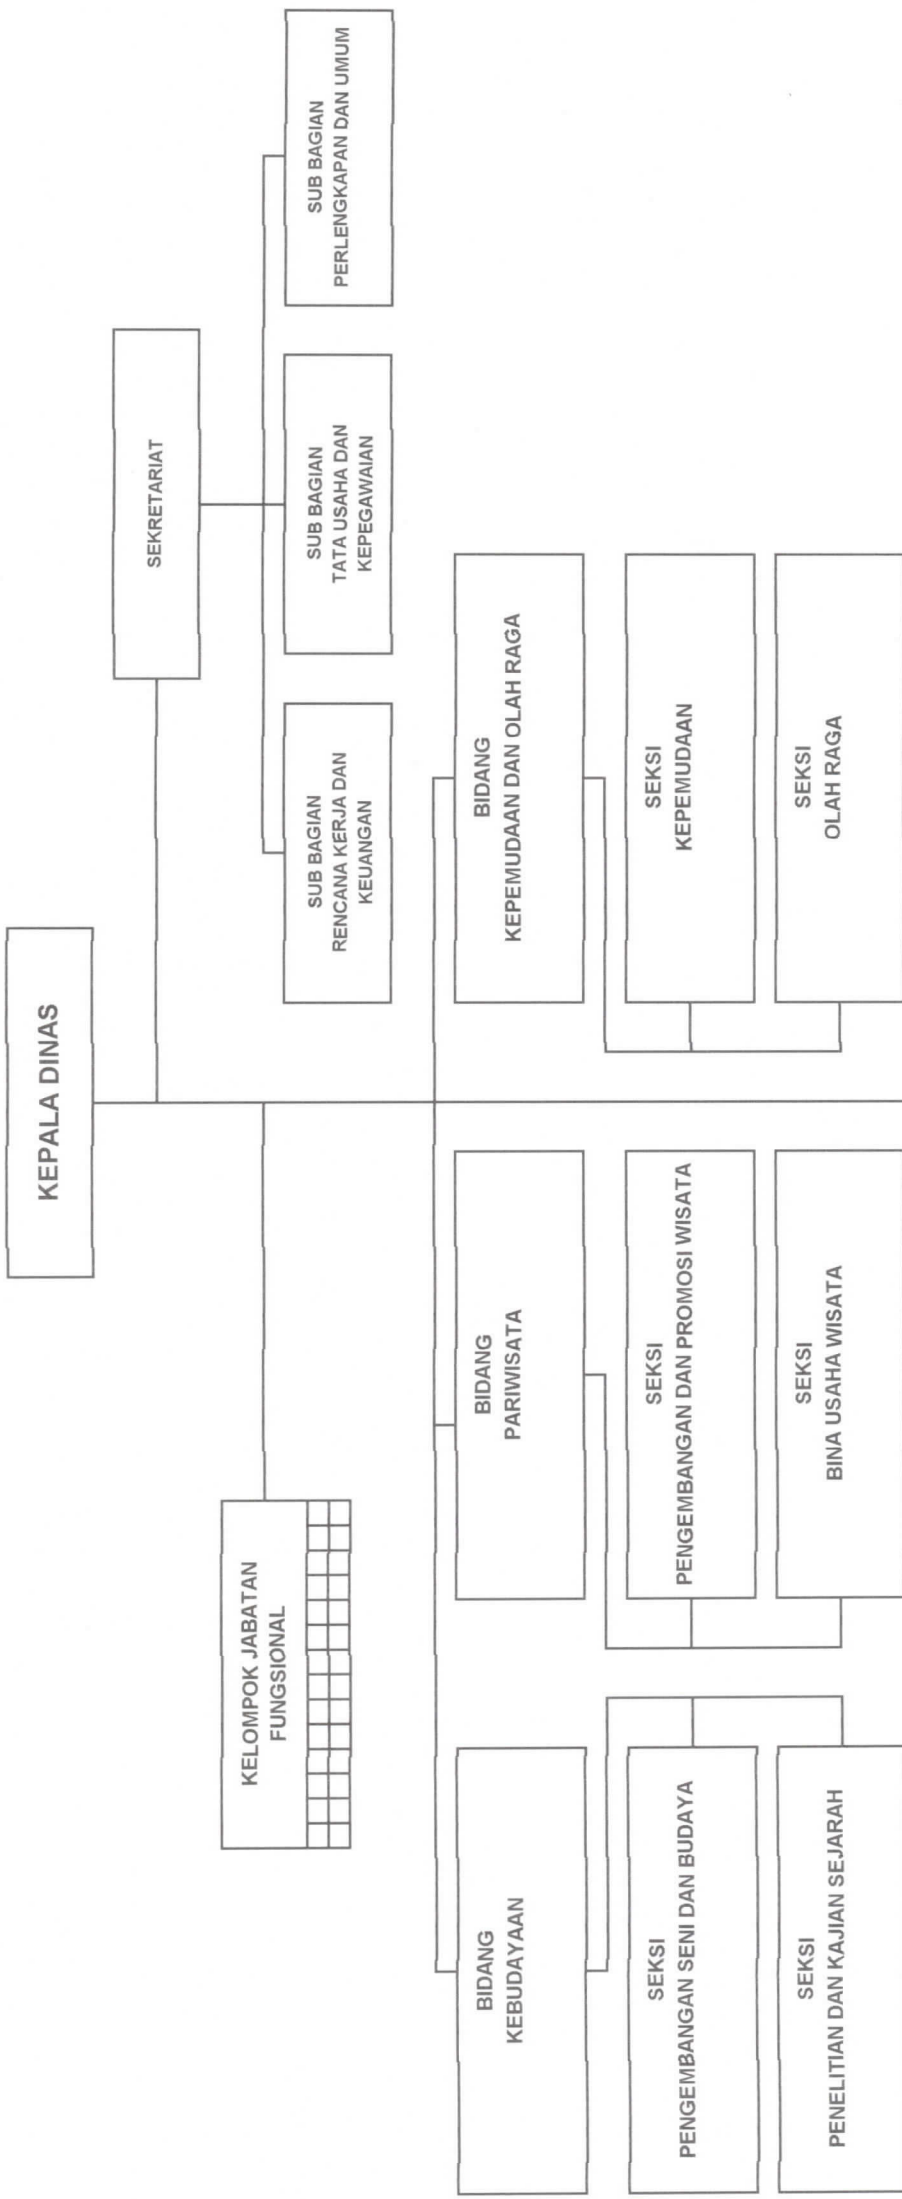 KEPALA DINAS
SEKRETARIAT
KELOMPOK JABATAN
FUNGSIONAL
SUB BAGIAN
RENCANA KERJA DAN
KEUANGAN
SUB BAGIAN
TATA USAHA DAN
KEPEGAWAIAN
SUB BAGIAN
PERLENGKAPAN DAN UMUM
BIDANG
KEBUDAYAAN
BIDANG
PARIWISATA
BIDANG
KEPEMUDAAN DAN OLAH RAGA
SEKSI
PENGEMBANGAN SENI DAN BUDAYA
SEKSI
PENGEMBANGAN DAN PROMOSI WISATA
SEKSI
KEPEMUDAAN
SEKSI
PENELITIAN DAN KAJIAN SEJARAH
SEKSI
BINA USAHA WISATA
SEKSI
OLAH RAGA